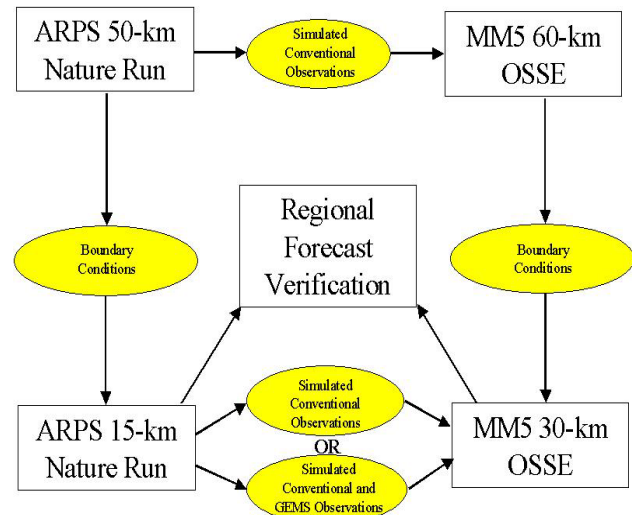 ARPS 50-km
Nature Run
Simulated
Conventional
Observations
MM5 60-km
OSSE
Boundary
Conditions
Regional
Forecast
Verification
Boundary
Conditions
ARPS 15-km
Nature Run
Simulated
Conventional
Observations
OR
Simulated
Conventional and
GEMS Observations
MM5 30-km
OSSE